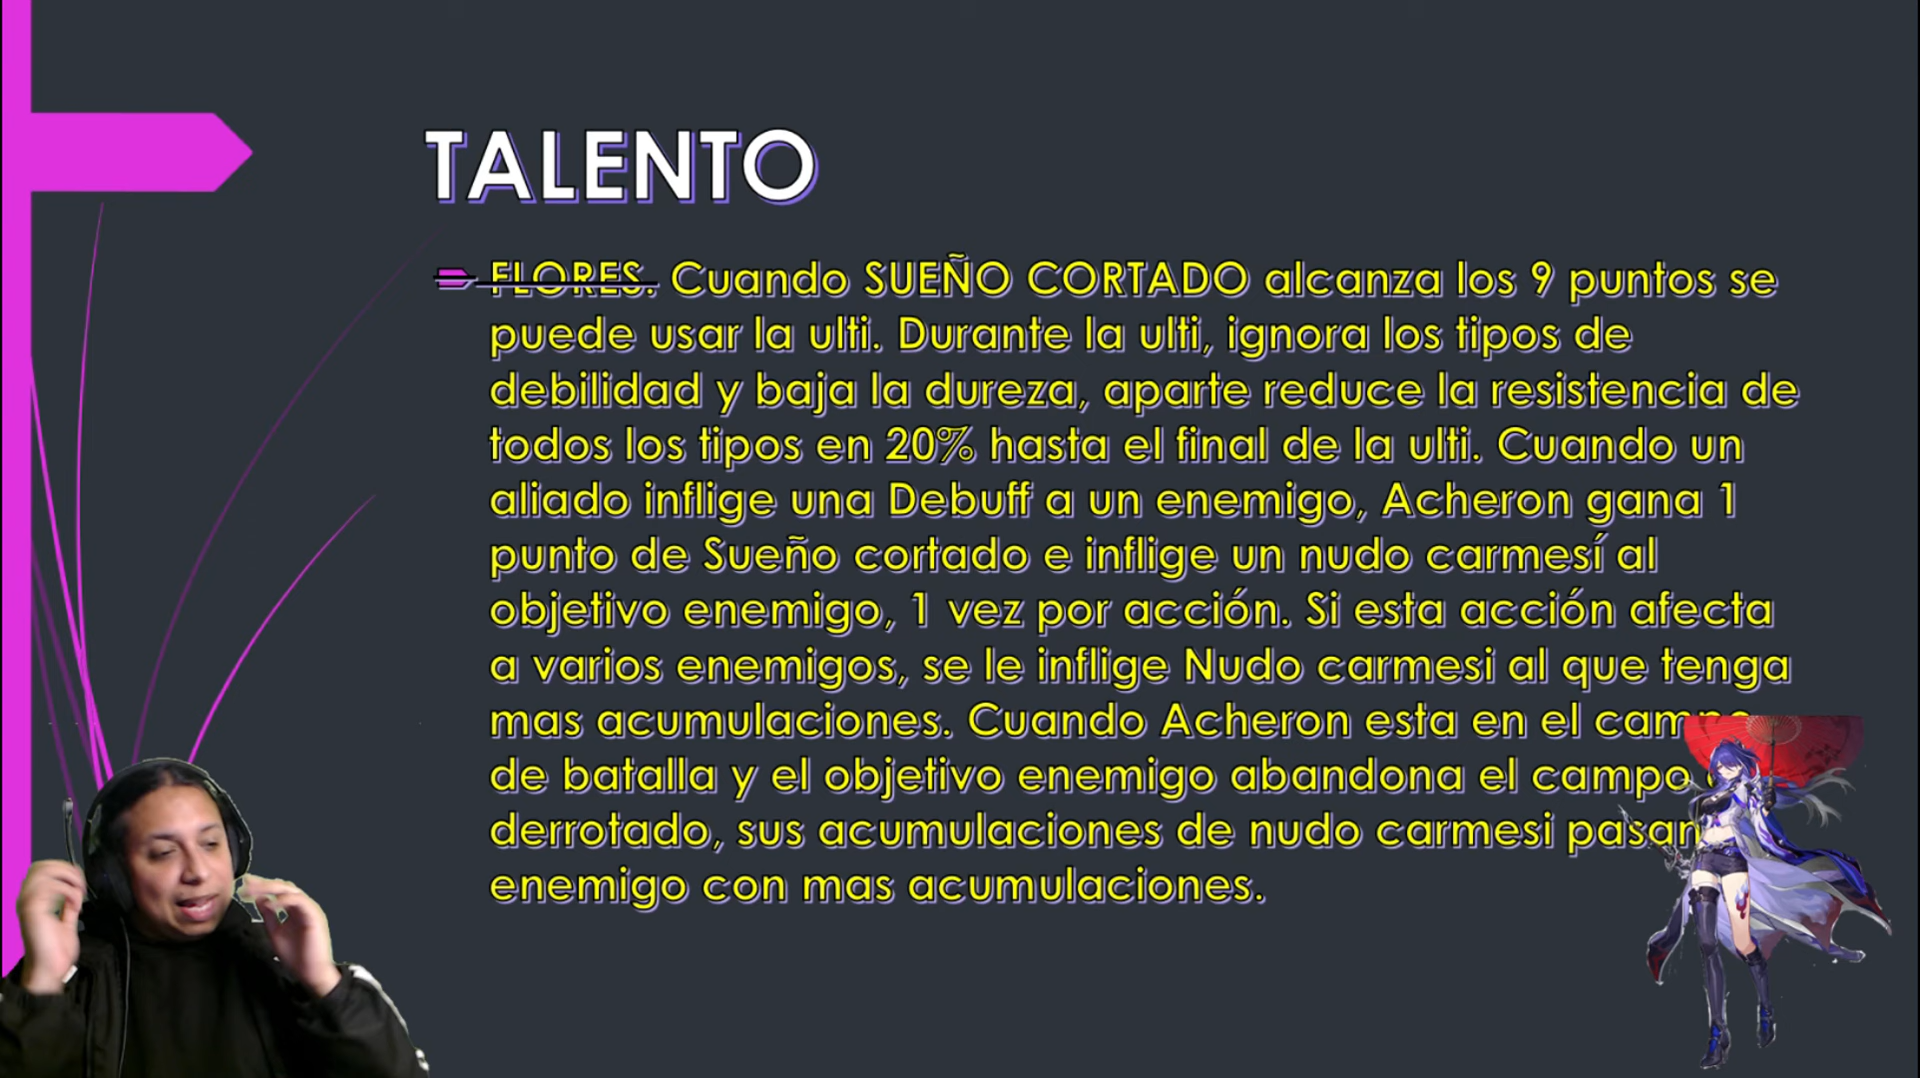 TALENTO
FLORES. Cuando SUEÑO CORTADO alcanza los 9 puntos se
puede usar la ulti. Durante la ulti, ignora los tipos de
debilidad y baja la dureza, aparte reduce la resistencia de
todos los tipos en 20% hasta el final de la ulti. Cuando un
aliado inflige una Debuff a un enemigo, Acheron gana 1
punto de Sueño cortado e inflige un nudo carmesí al
objetivo enemigo, 1 vez por acción. Si esta acción afecta
a varios enemigos, se le inflige Nudo carmesi al que tenga
mas acumulaciones. Cuando Acheron esta en el campo
de batalla y el objetivo enemigo abandona el campo
derrotado, sus acumulaciones de nudo carmesi pasan
enemigo con mas acumulaciones.